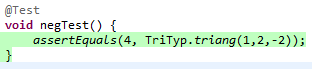 @Test
void negTest() {
assertEquals(4, TriTyp.triang(1,2,-2));
}